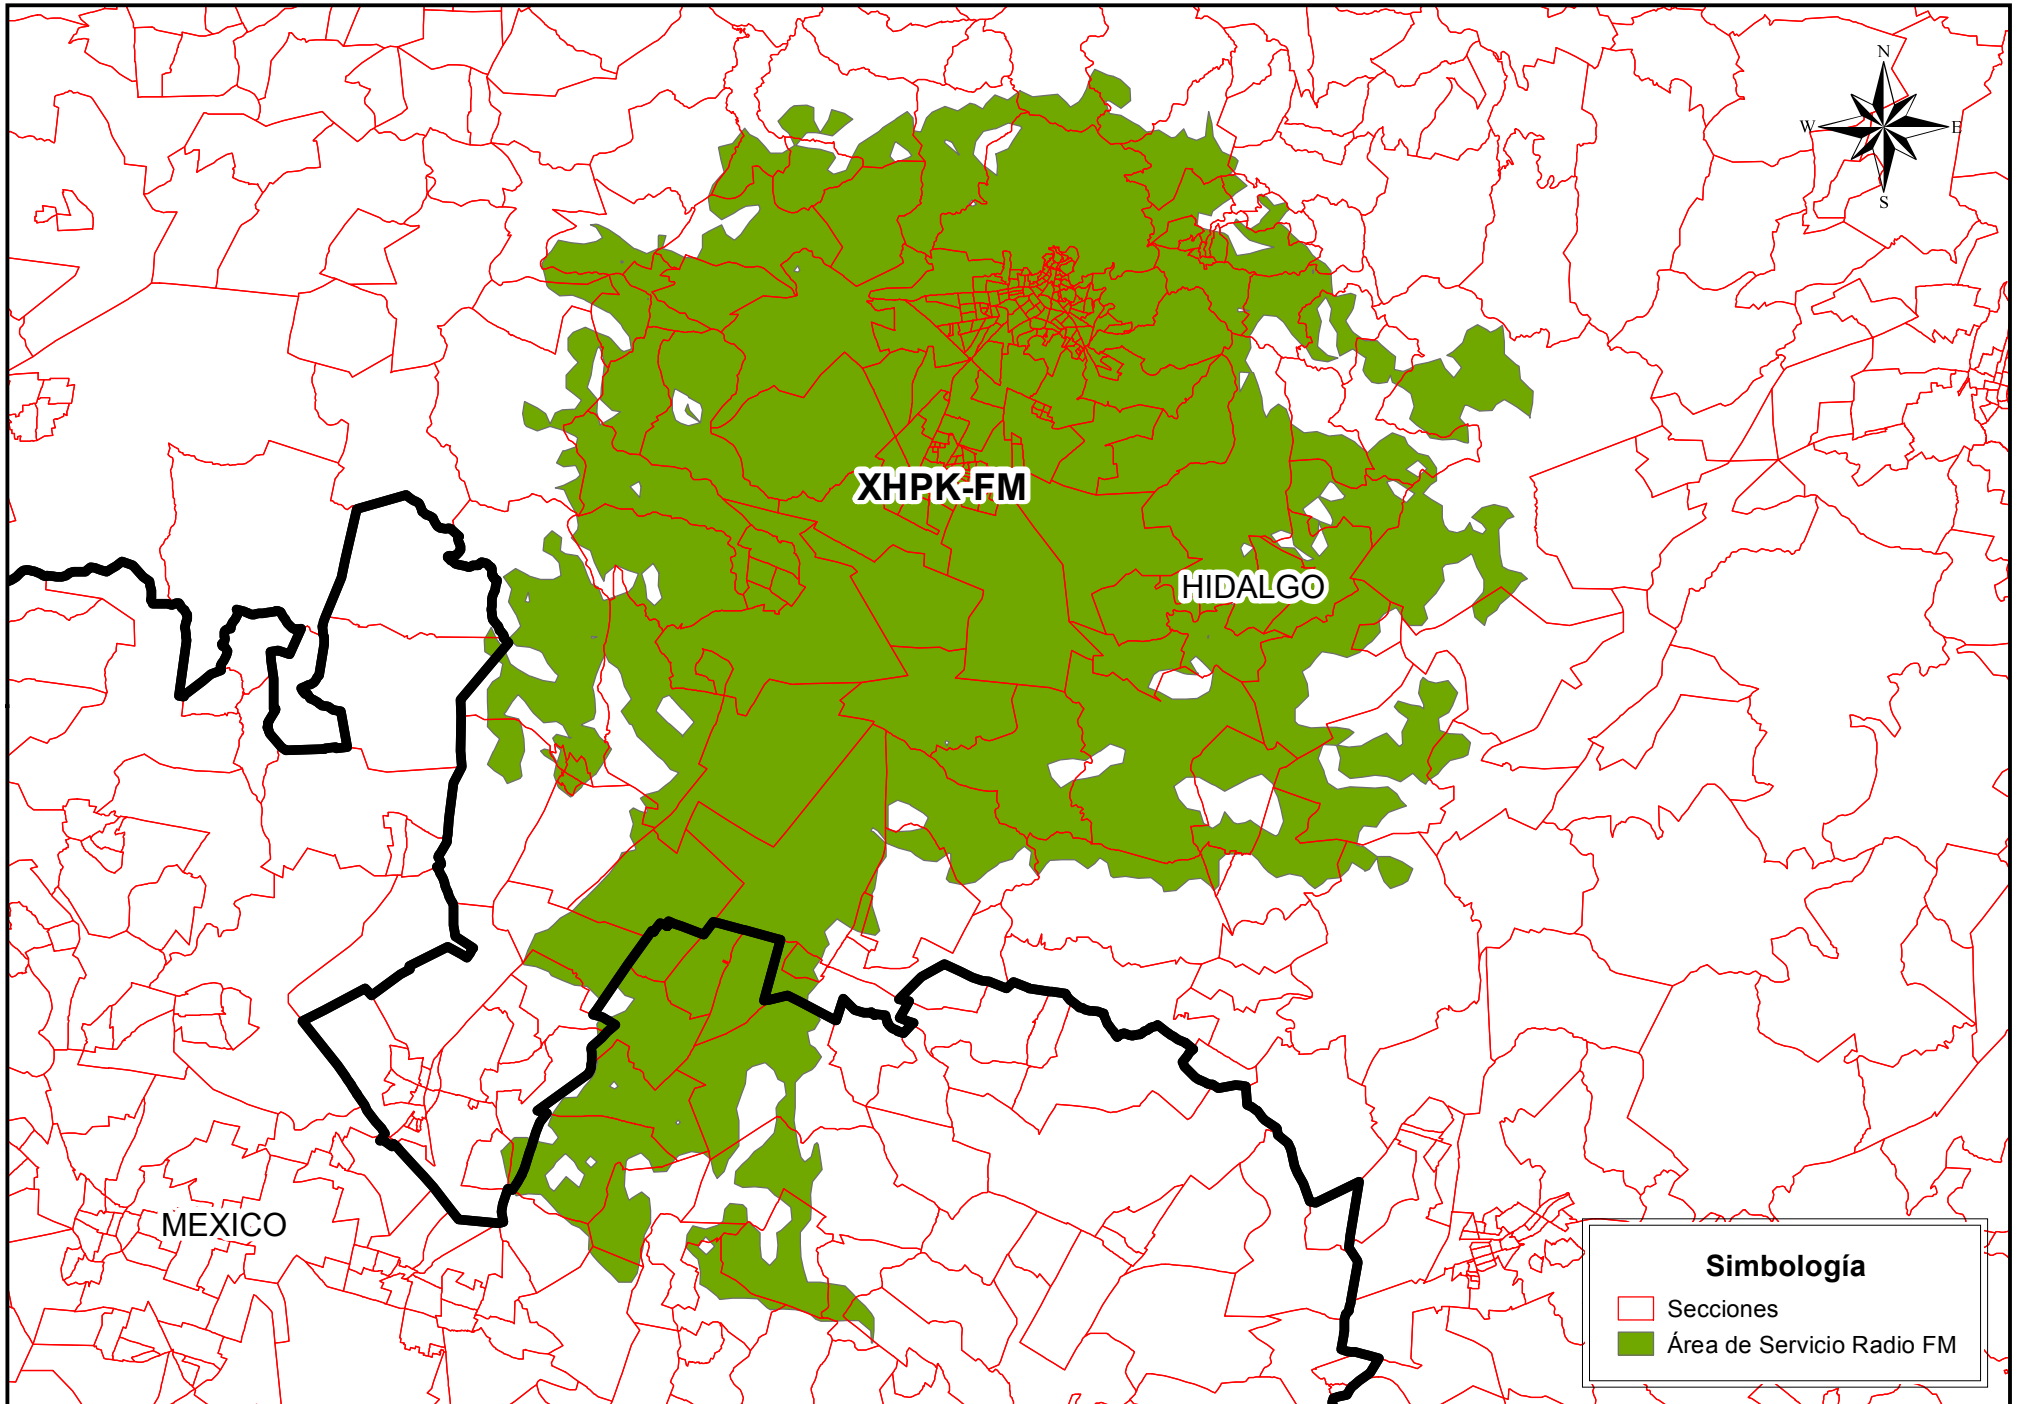 N
W E
S
XHPK-FM
HIDALGO
MEXICO
Simbología
Secciones
Área de Servicio Radio FM